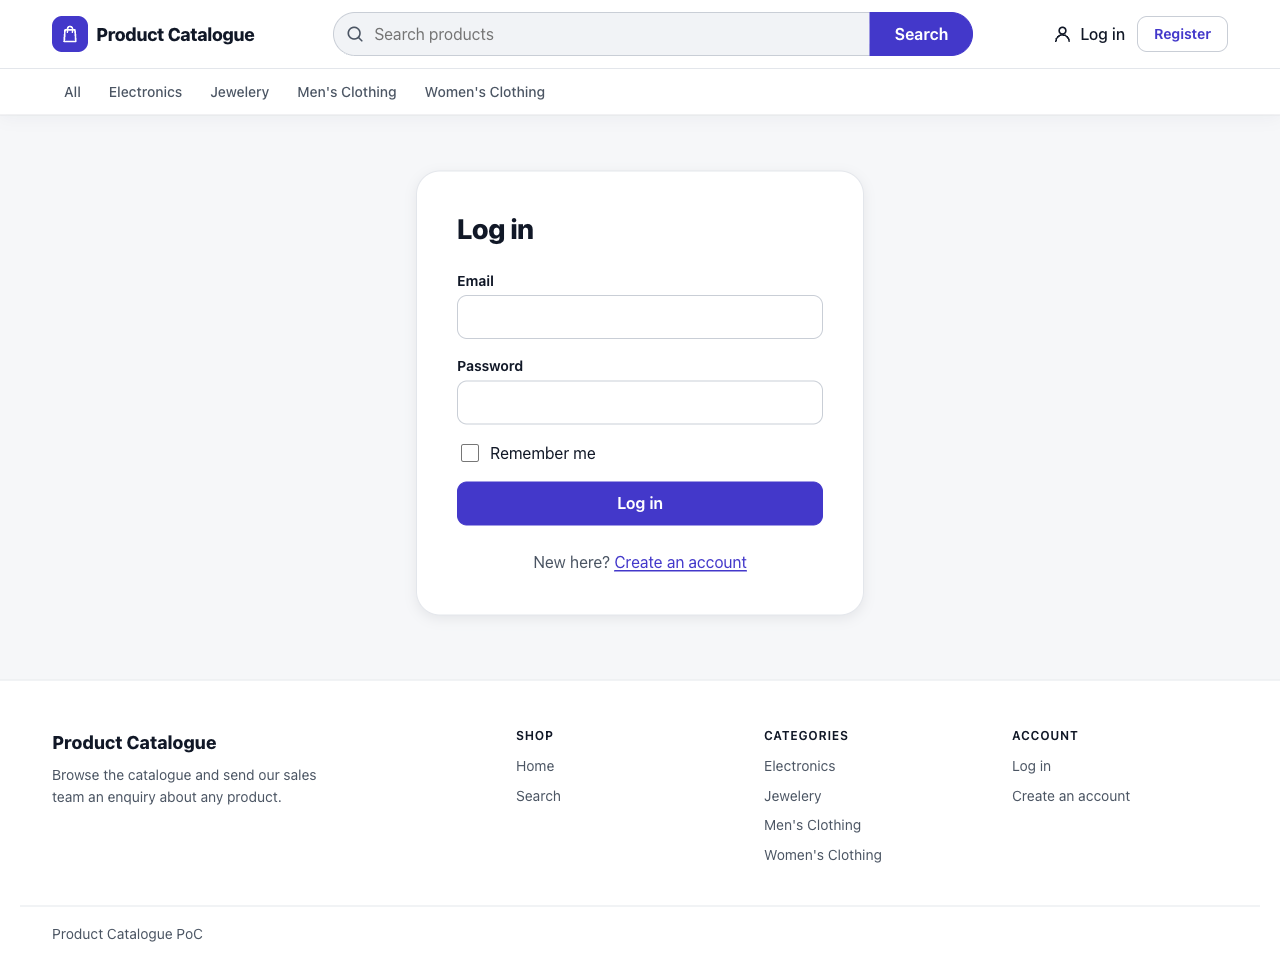 Product Catalogue
Search products
Search
Log in
Register
All
Electronics
Jewelery
Men's Clothing
Women's Clothing
Log in
Email
Password
Remember me
Log in
New here? Create an account
Product Catalogue
Browse the catalogue and send our sales
team an enquiry about any product.
SHOP
Home
Search
CATEGORIES
Electronics
Jewelery
Men's Clothing
Women's Clothing
ACCOUNT
Log in
Create an account
Product Catalogue PoC